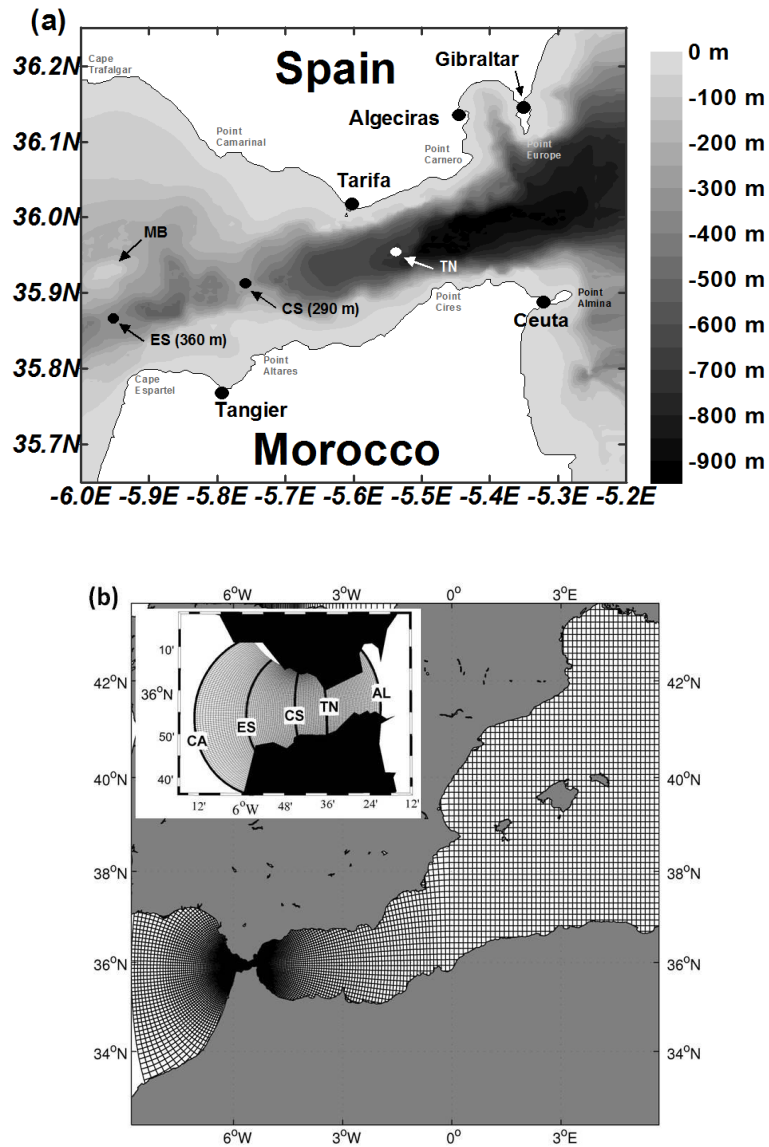 (a)
Cape
Trafalgar
Spain
Gibraltar
Algeciras
Point
Camarinal
Point
Carnero
Point
Europe
Tarifa
MB
TN
CS (290 m)
ES (360 m)
Point
Cires
Point
Almina
Ceuta
Point
Altares
Cape
Espartel
Tangier
Morocco
36.2N
36.1N
36.0N
35.9N
35.8N
35.7N
-6.0E -5.9E -5.8E -5.7E -5.6E -5.5E -5.4E -5.3E -5.2E
0 m
-100 m
-200 m
-300 m
-400 m
-500 m
-600 m
-700 m
-800 m
-900 m
(b)
6°W 3°W 0° 3°E
10'
36°N
50'
40'
CA ES CS TN AL
12' 6°W 48' 36' 24' 12'
42°N
40°N
38°N
36°N
34°N
42°N
40°N
38°N
36°N
34°N
6°W 3°W 0° 3°E